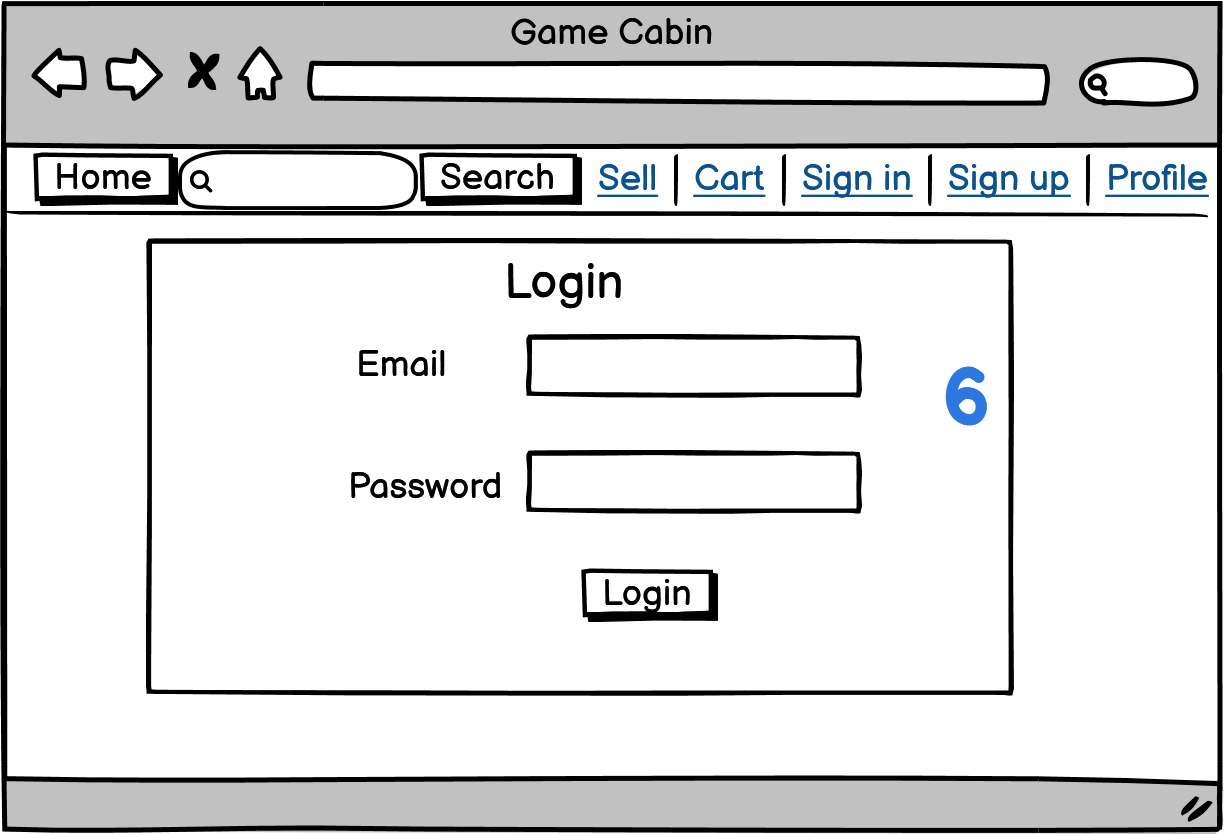 Game Cabin
Home Search Sell Cart Sign in Sign up Profile
Login
Email
6
Password
Login